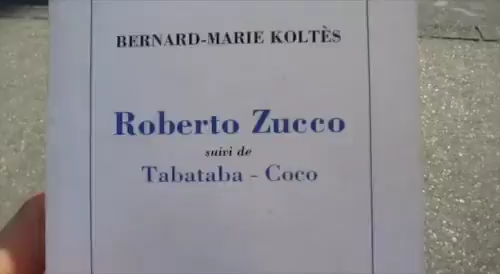 BERNARD-MARIE KOLTÈS
Roberto Zucco
suivi de
Tabataba - Coco